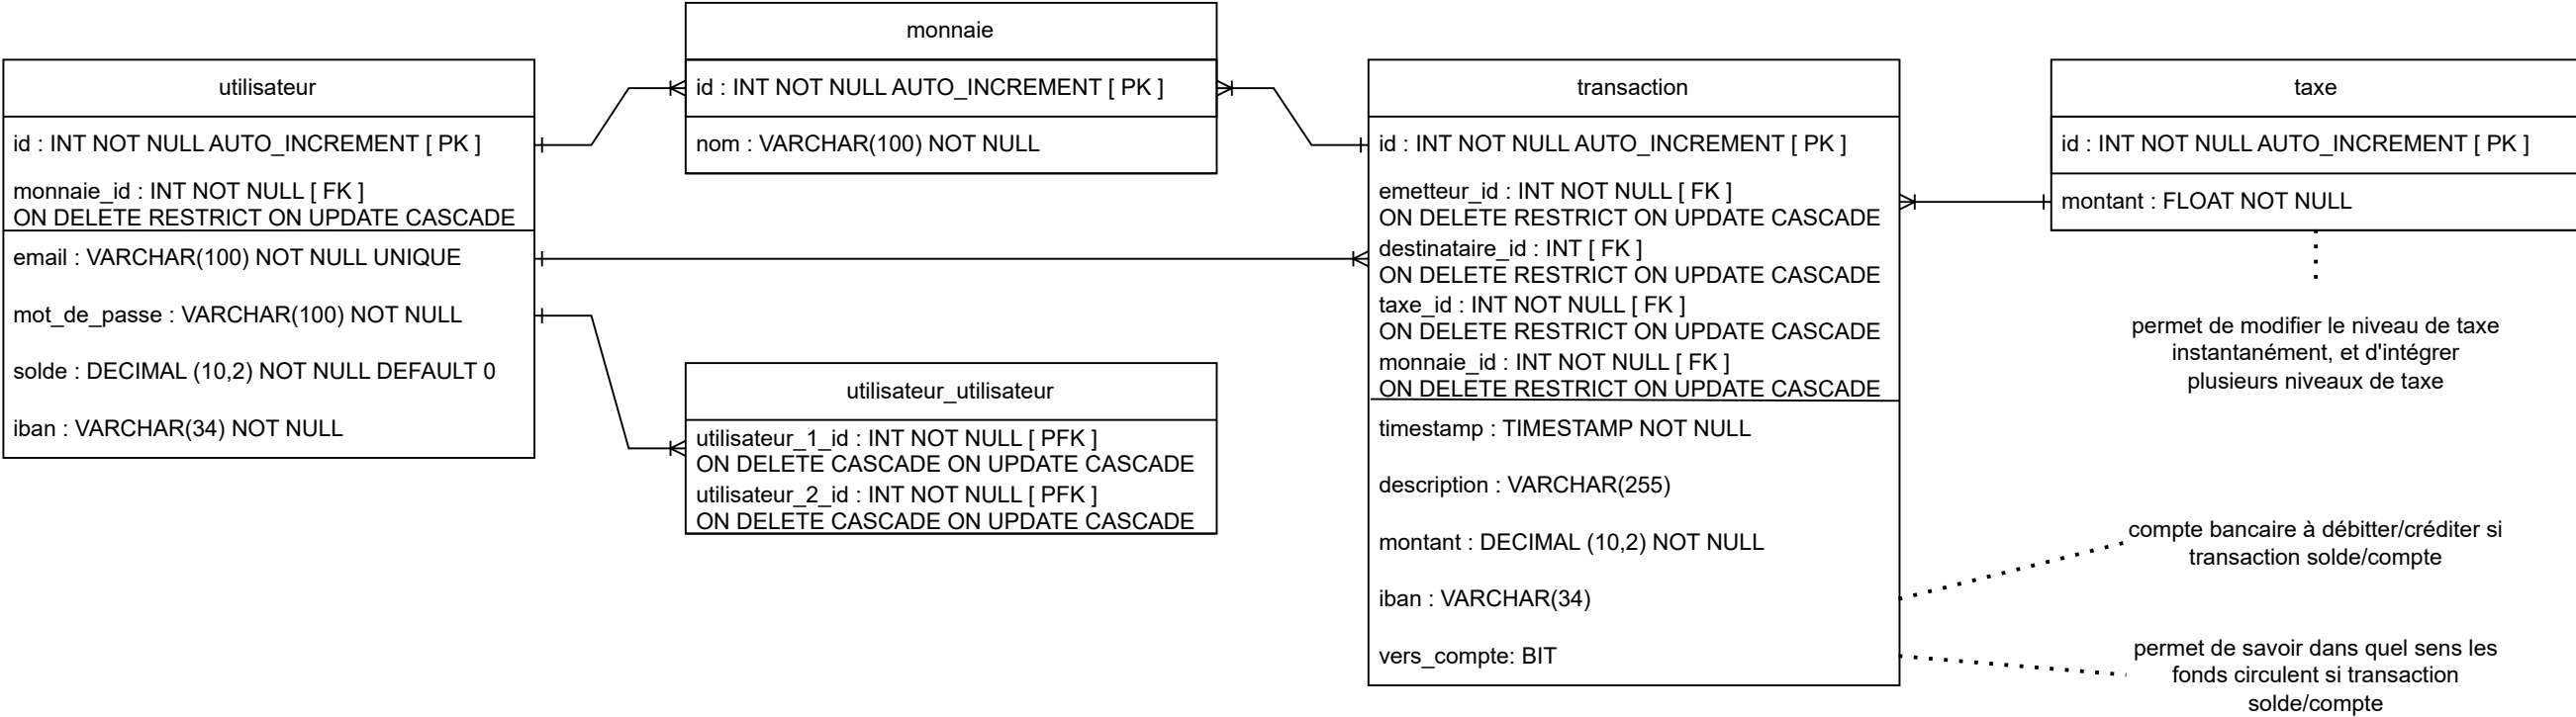 utilisateur
id : INT NOT NULL AUTO_INCREMENT [ PK ]
monnaie_id : INT NOT NULL [ FK ]
ON DELETE RESTRICT ON UPDATE CASCADE
email : VARCHAR(100) NOT NULL UNIQUE
mot_de_passe : VARCHAR(100) NOT NULL
solde : DECIMAL (10,2) NOT NULL DEFAULT 0
iban : VARCHAR(34) NOT NULL
monnaie
id : INT NOT NULL AUTO_INCREMENT [ PK ]
nom : VARCHAR(100) NOT NULL
utilisateur_utilisateur
utilisateur_1_id : INT NOT NULL [ PFK ]
ON DELETE CASCADE ON UPDATE CASCADE
utilisateur_2_id : INT NOT NULL [ PFK ]
ON DELETE CASCADE ON UPDATE CASCADE
transaction
id : INT NOT NULL AUTO_INCREMENT [ PK ]
emetteur_id : INT NOT NULL [ FK ]
ON DELETE RESTRICT ON UPDATE CASCADE
destinataire_id : INT [ FK ]
ON DELETE RESTRICT ON UPDATE CASCADE
taxe_id : INT NOT NULL [ FK ]
ON DELETE RESTRICT ON UPDATE CASCADE
monnaie_id : INT NOT NULL [ FK ]
ON DELETE RESTRICT ON UPDATE CASCADE
timestamp : TIMESTAMP NOT NULL
description : VARCHAR(255)
montant : DECIMAL (10,2) NOT NULL
iban : VARCHAR(34)
vers_compte: BIT
taxe
id : INT NOT NULL AUTO_INCREMENT [ PK ]
montant : FLOAT NOT NULL
permet de modifier le niveau de taxe
instantanément, et d'intégrer
plusieurs niveaux de taxe
compte bancaire à débitter/créditer si
transaction solde/compte
permet de savoir dans quel sens les
fonds circulent si transaction
solde/compte